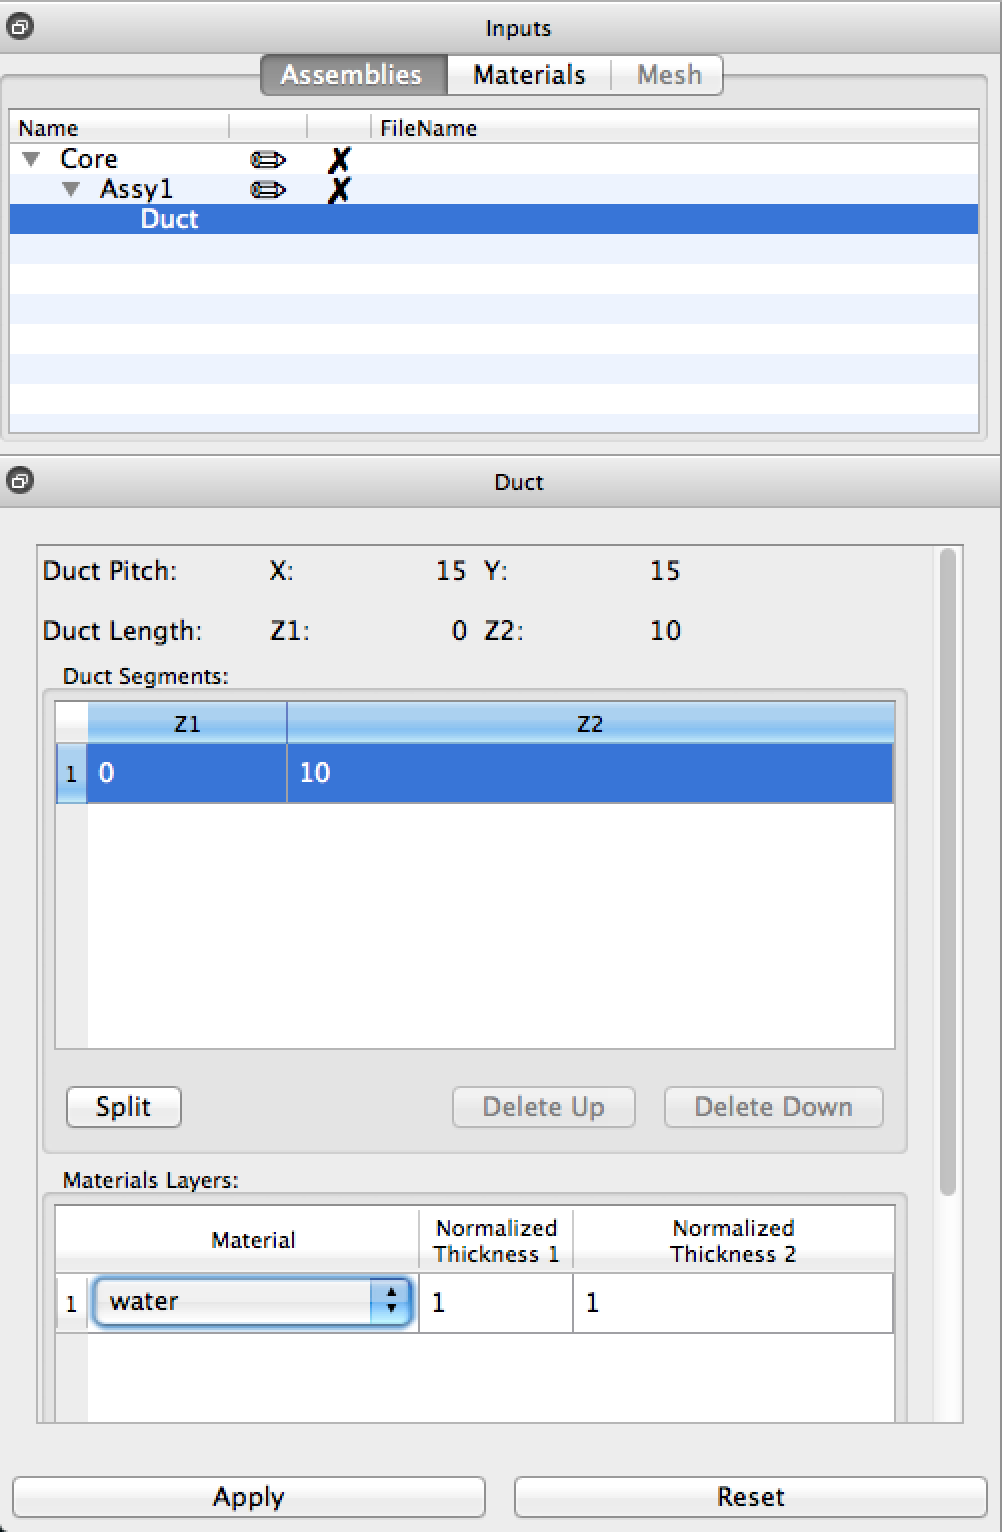 Inputs
Assemblies Materials Mesh
Name FileName
Core ✏ ✗
Assy1 ✏ ✗
Duct
Duct
Duct Pitch: X: 15 Y: 15
Duct Length: Z1: 0 Z2: 10
Duct Segments:
Z1 Z2
1 0 10
Split Delete Up Delete Down
Materials Layers:
Material Normalized Thickness 1 Normalized Thickness 2
1 water 1 1
Apply Reset